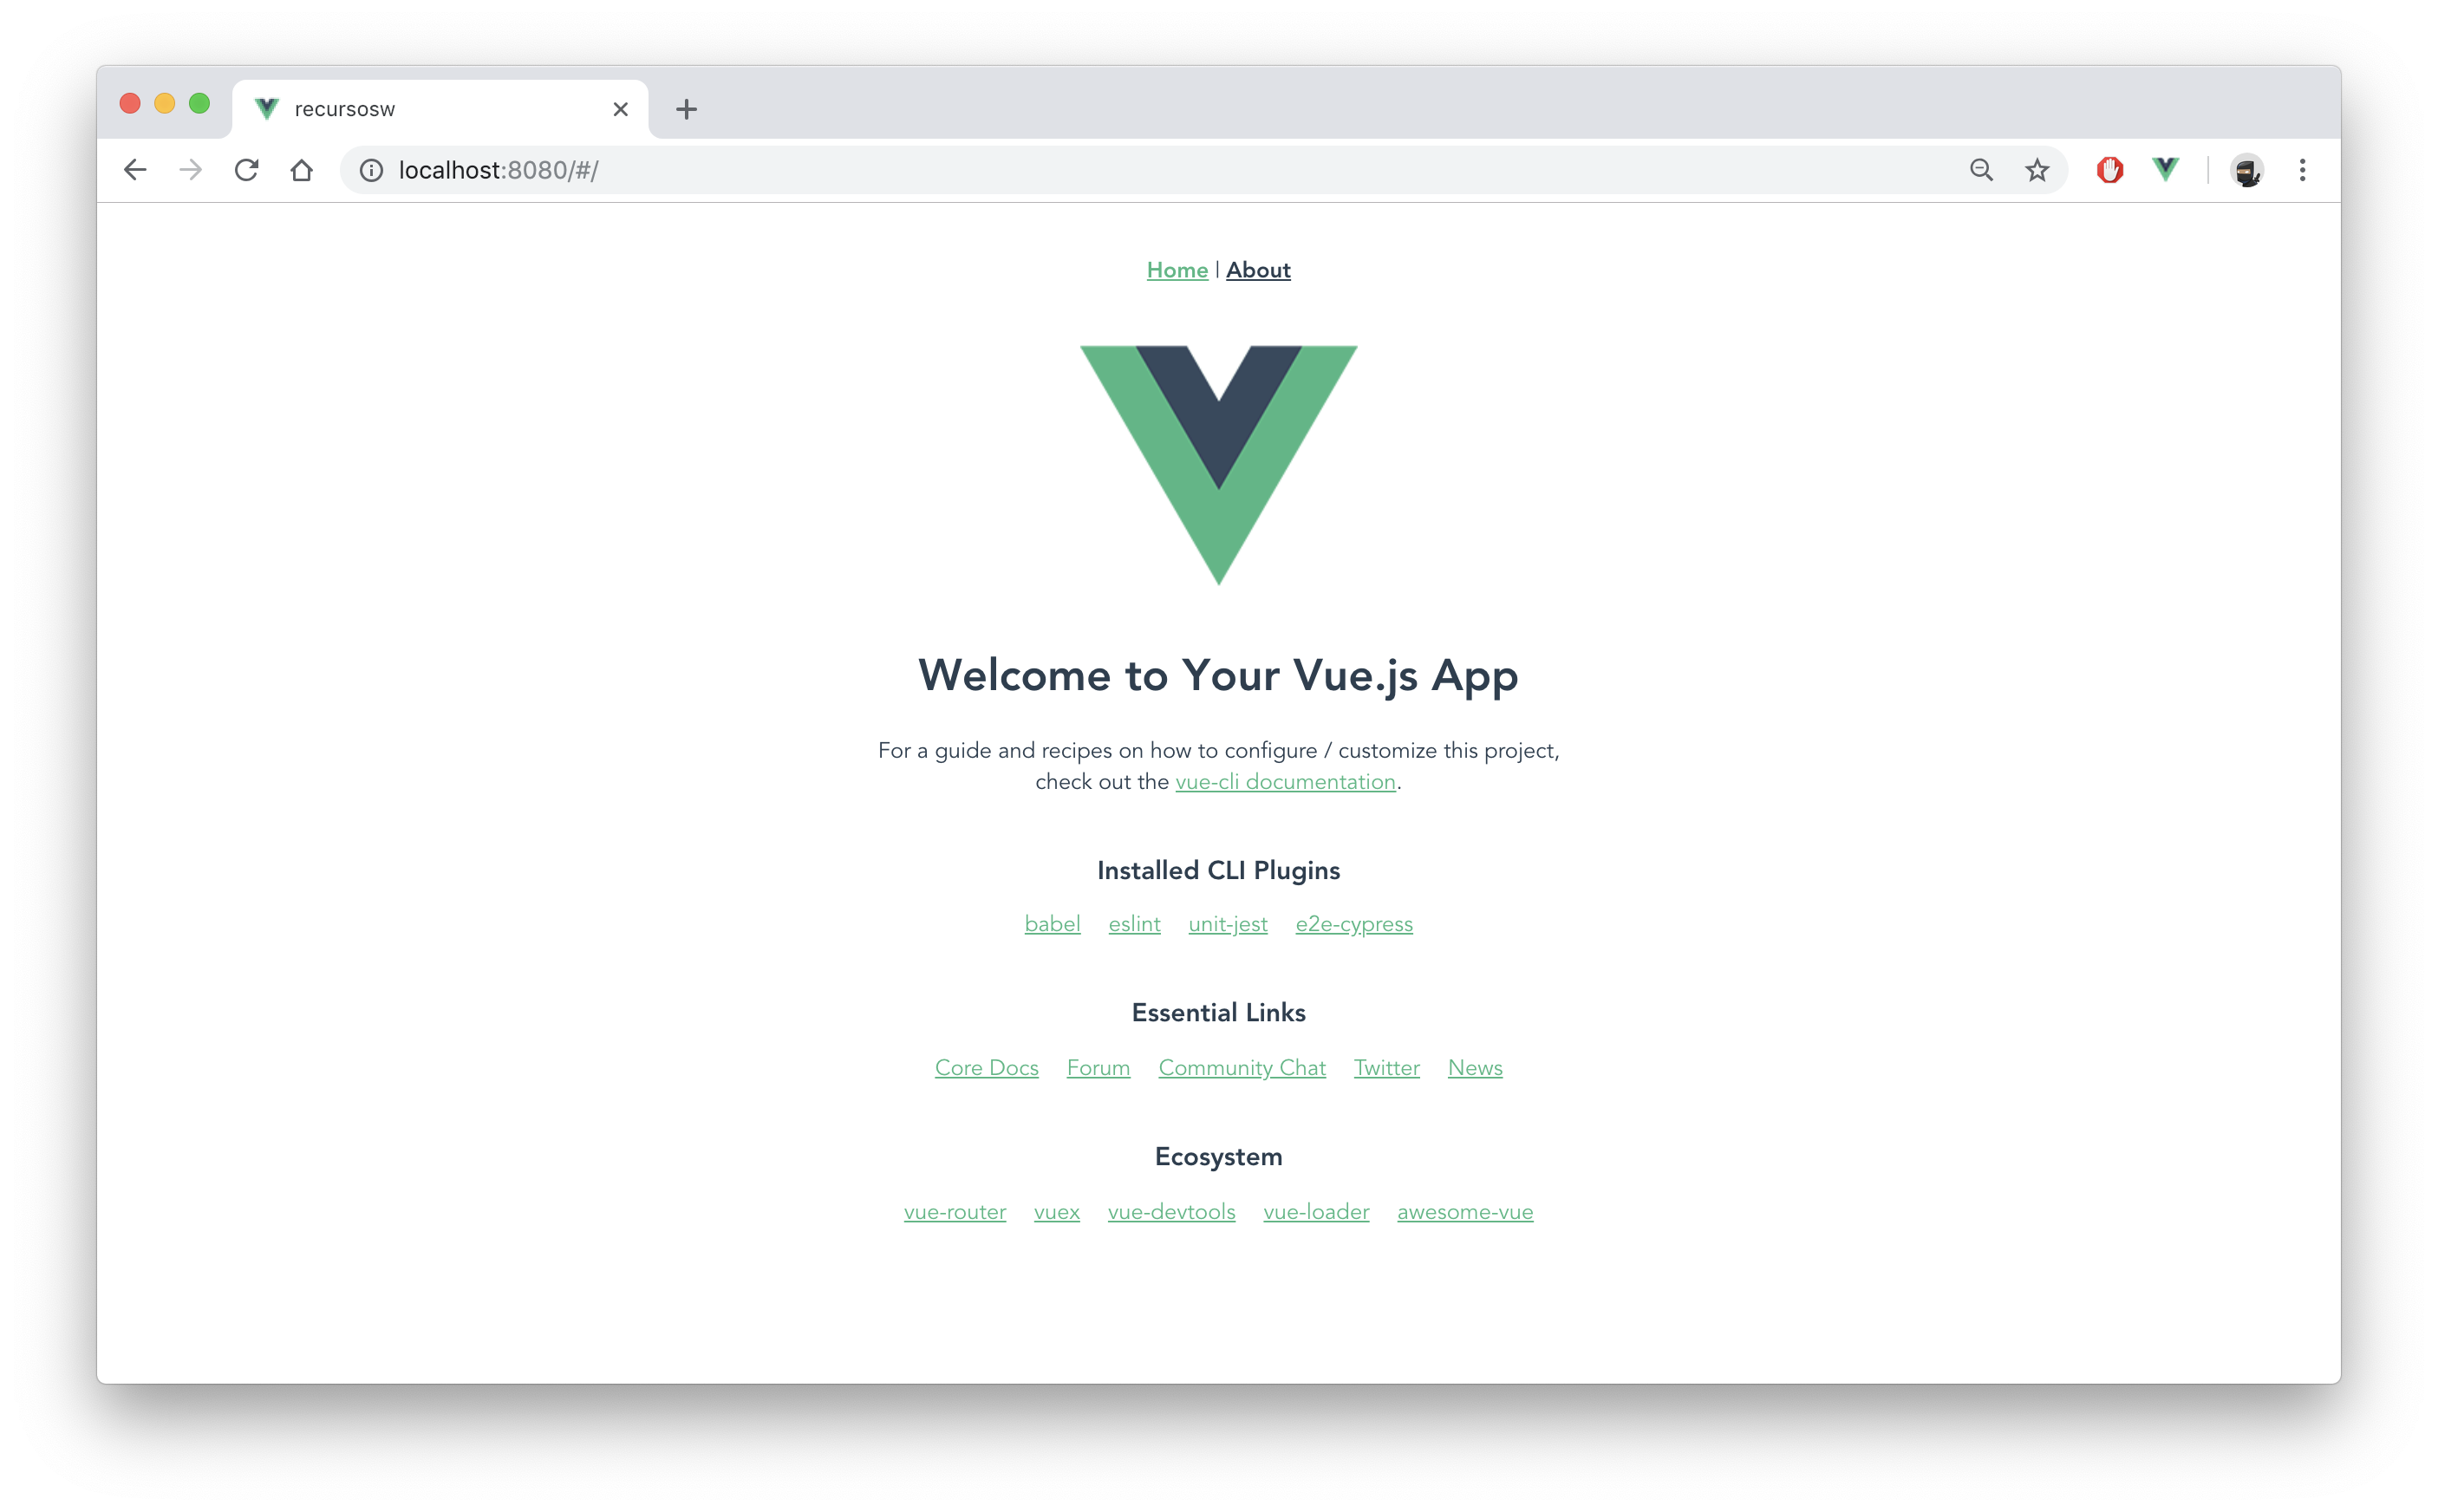 recursosw
localhost:8080/#/
Home | About
Welcome to Your Vue.js App
For a guide and recipes on how to configure / customize this project,
check out the vue-cli documentation.
Installed CLI Plugins
babel eslint unit-jest e2e-cypress
Essential Links
Core Docs Forum Community Chat Twitter News
Ecosystem
vue-router vuex vue-devtools vue-loader awesome-vue